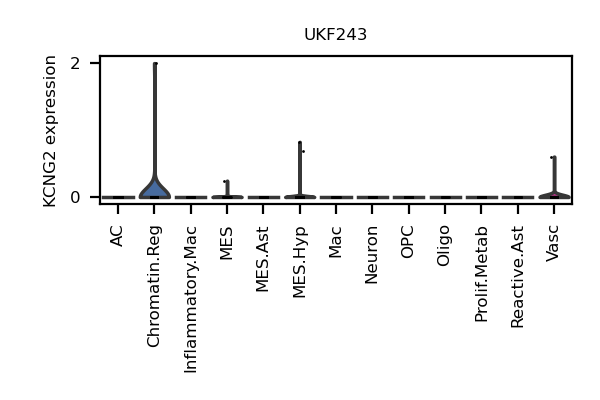 UKF243
KCNG2 expression
2
0
AC
Chromatin.Reg
Inflammatory.Mac
MES
MES.Ast
MES.Hyp
Mac
Neuron
OPC
Oligo
Prolif.Metab
Reactive.Ast
Vasc